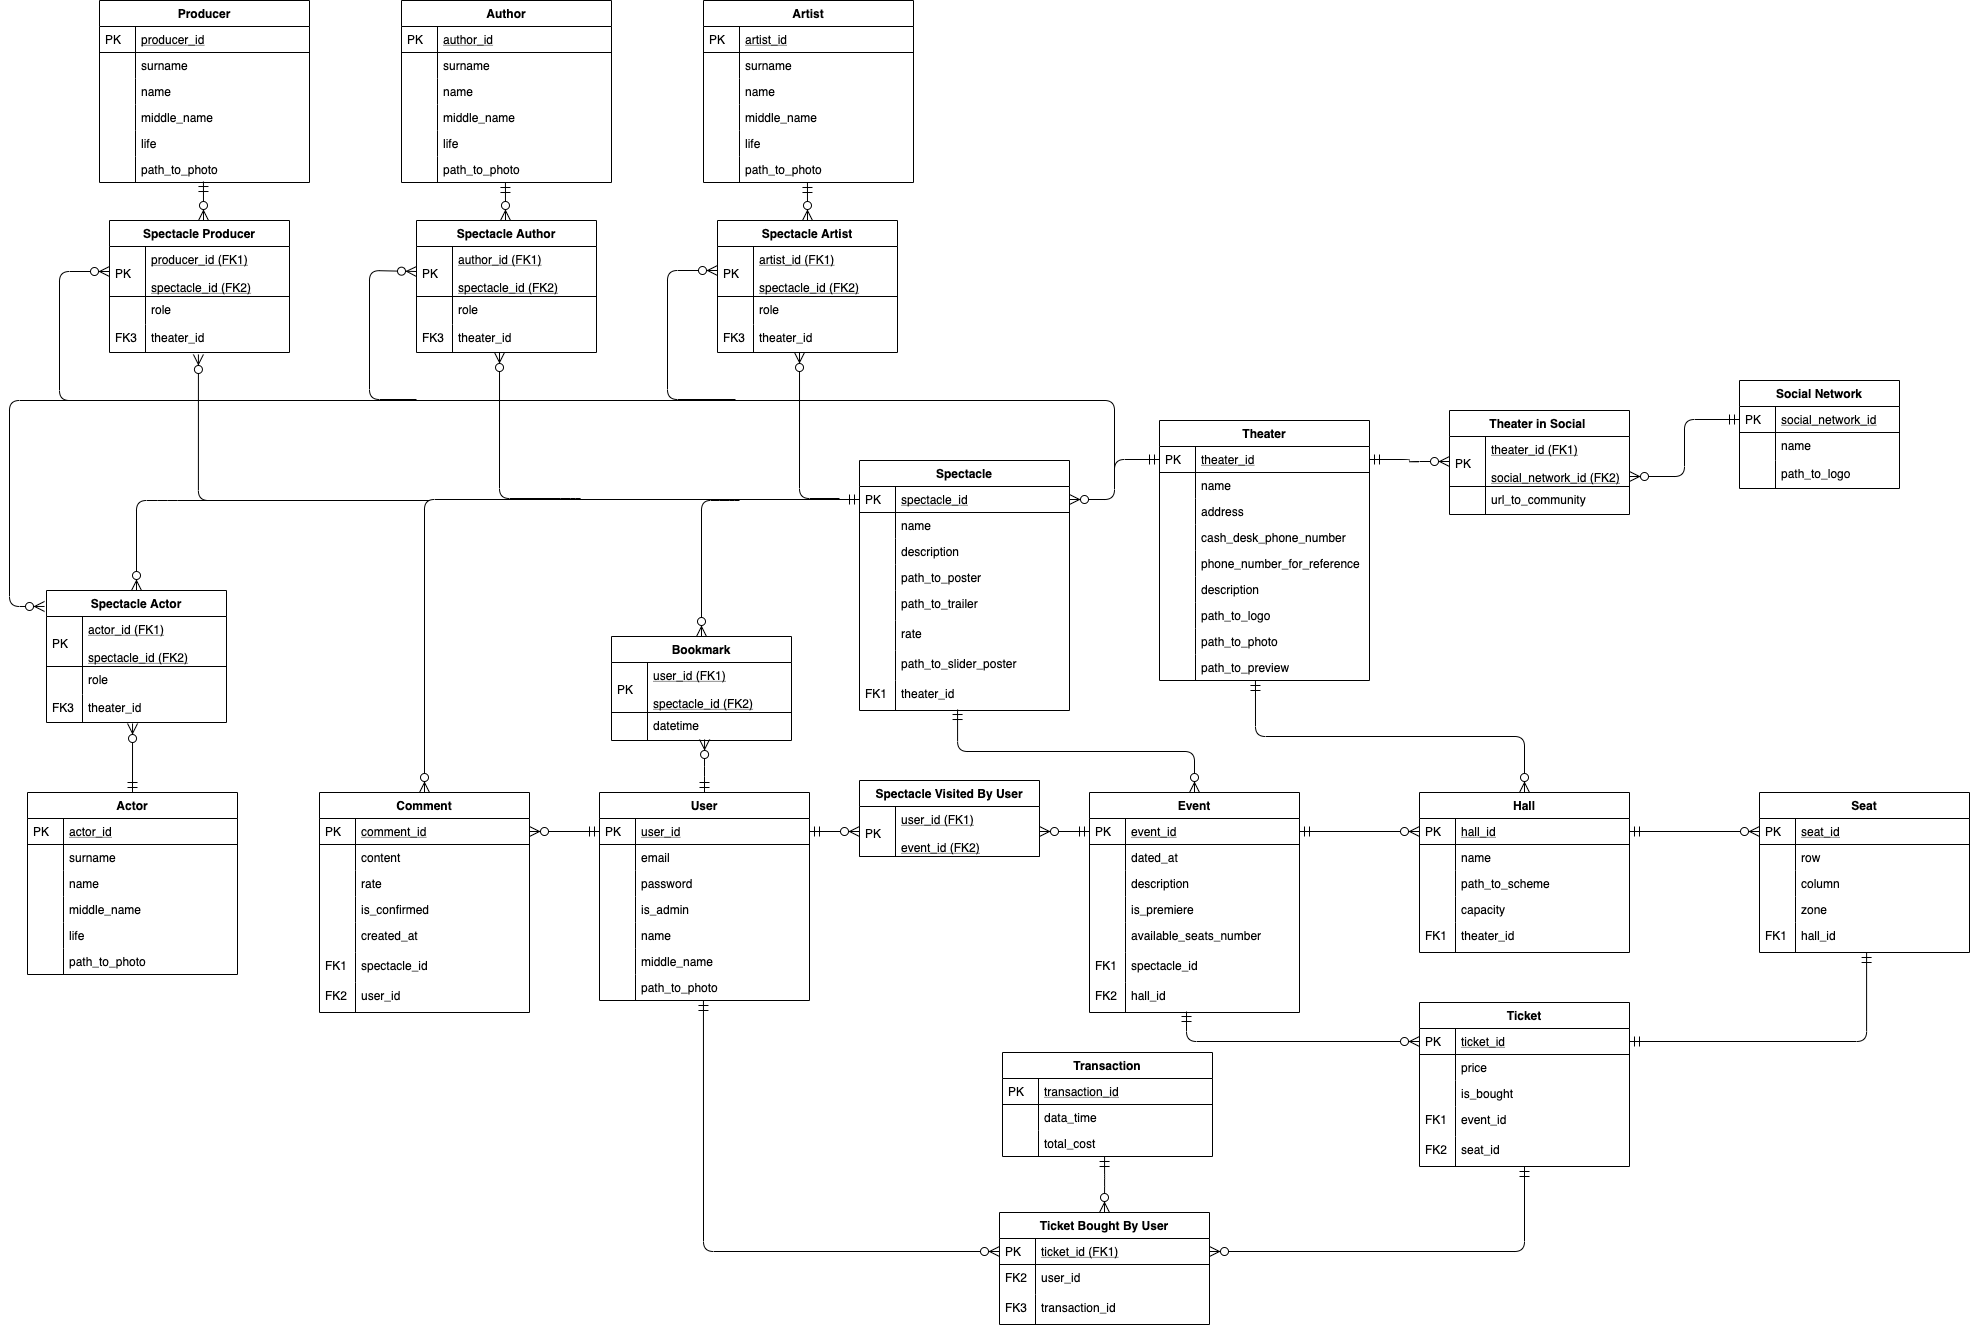 Producer
PK producer_id
surname
name
middle_name
life
path_to_photo
Author
PK author_id
surname
name
middle_name
life
path_to_photo
Artist
PK artist_id
surname
name
middle_name
life
path_to_photo
Spectacle Producer
producer_id (FK1)
PK
spectacle_id (FK2)
role
FK3 theater_id
Spectacle Author
author_id (FK1)
PK
spectacle_id (FK2)
role
FK3 theater_id
Spectacle Artist
artist_id (FK1)
PK
spectacle_id (FK2)
role
FK3 theater_id
Spectacle
PK spectacle_id
name
description
path_to_poster
path_to_trailer
rate
path_to_slider_poster
FK1 theater_id
Theater
PK theater_id
name
address
cash_desk_phone_number
phone_number_for_reference
description
path_to_logo
path_to_photo
path_to_preview
Theater in Social
theater_id (FK1)
PK
social_network_id (FK2)
url_to_community
Social Network
PK social_network_id
name
path_to_logo
Spectacle Actor
actor_id (FK1)
PK
spectacle_id (FK2)
role
FK3 theater_id
Bookmark
user_id (FK1)
PK
spectacle_id (FK2)
datetime
Actor
PK actor_id
surname
name
middle_name
life
path_to_photo
Comment
PK comment_id
content
rate
is_confirmed
created_at
FK1 spectacle_id
FK2 user_id
User
PK user_id
email
password
is_admin
name
middle_name
path_to_photo
Spectacle Visited By User
user_id (FK1)
PK
event_id (FK2)
Event
PK event_id
dated_at
description
is_premiere
available_seats_number
FK1 spectacle_id
FK2 hall_id
Hall
PK hall_id
name
path_to_scheme
capacity
FK1 theater_id
Seat
PK seat_id
row
column
zone
FK1 hall_id
Ticket
PK ticket_id
price
is_bought
FK1 event_id
FK2 seat_id
Transaction
PK transaction_id
data_time
total_cost
Ticket Bought By User
PK ticket_id (FK1)
FK2 user_id
FK3 transaction_id